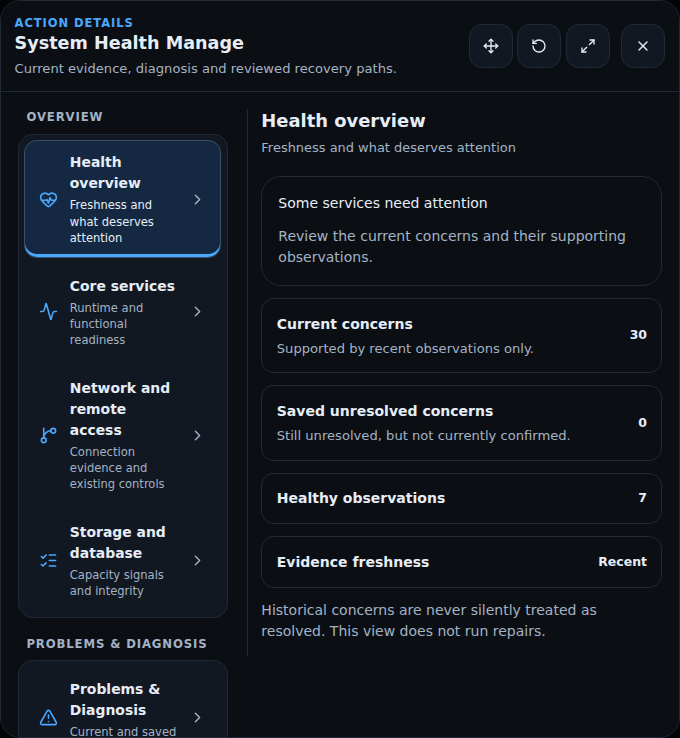 ACTION DETAILS
System Health Manage
Current evidence, diagnosis and reviewed recovery paths.
OVERVIEW
Health
overview
Freshness and
what deserves
attention
Core services
Runtime and
functional
readiness
Network and
remote
access
Connection
evidence and
existing controls
Storage and
database
Capacity signals
and integrity
PROBLEMS & DIAGNOSIS
Problems &
Diagnosis
Current and saved
Health overview
Freshness and what deserves attention
Some services need attention
Review the current concerns and their supporting
observations.
Current concerns
Supported by recent observations only.
30
Saved unresolved concerns
Still unresolved, but not currently confirmed.
0
Healthy observations
7
Evidence freshness
Recent
Historical concerns are never silently treated as
resolved. This view does not run repairs.